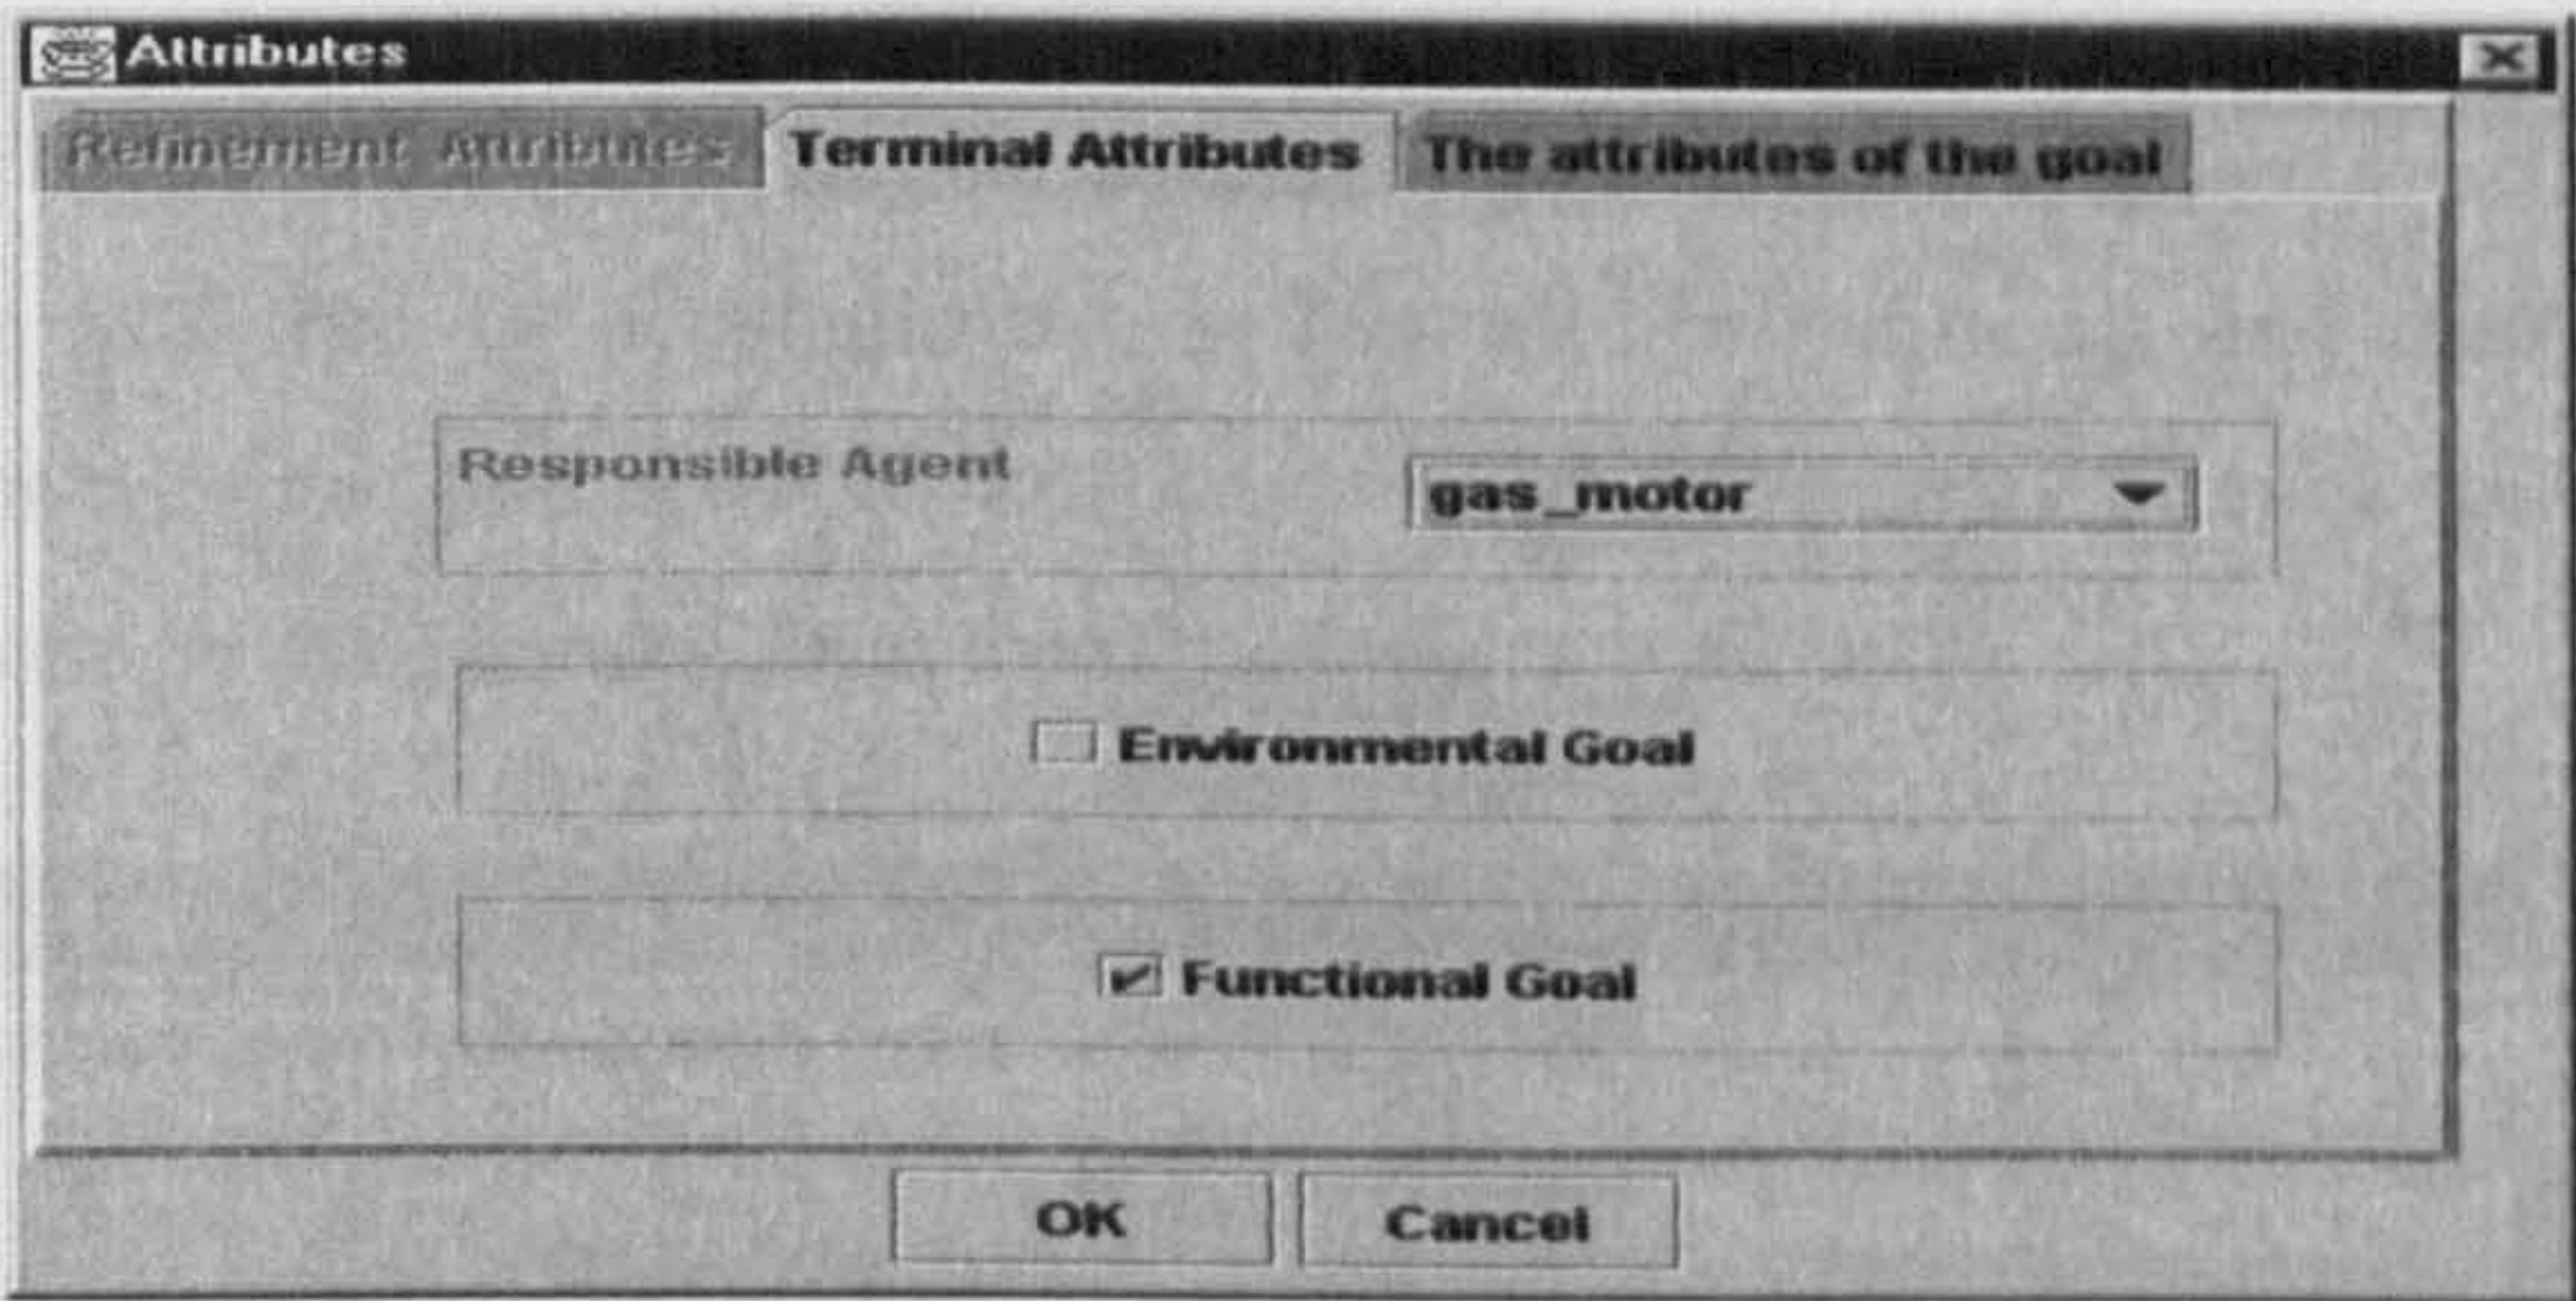 Attributes
Refinement Attributes Terminal Attributes The attributes of the goal
Responsible Agent gas_motor
Environmental Goal
Functional Goal
OK Cancel